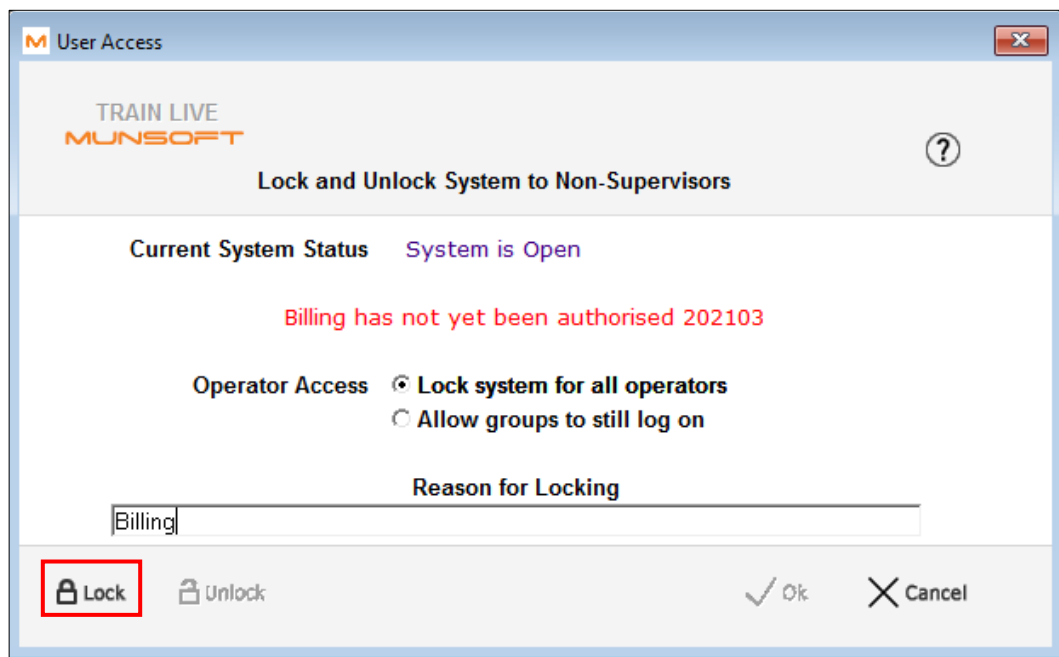 M User Access
TRAIN LIVE
MUNSOFT
?
Lock and Unlock System to Non-Supervisors
Current System Status System is Open
Billing has not yet been authorised 202103
Operator Access Lock system for all operators
Allow groups to still log on
Reason for Locking
Billing
Lock Unlock Ok Cancel